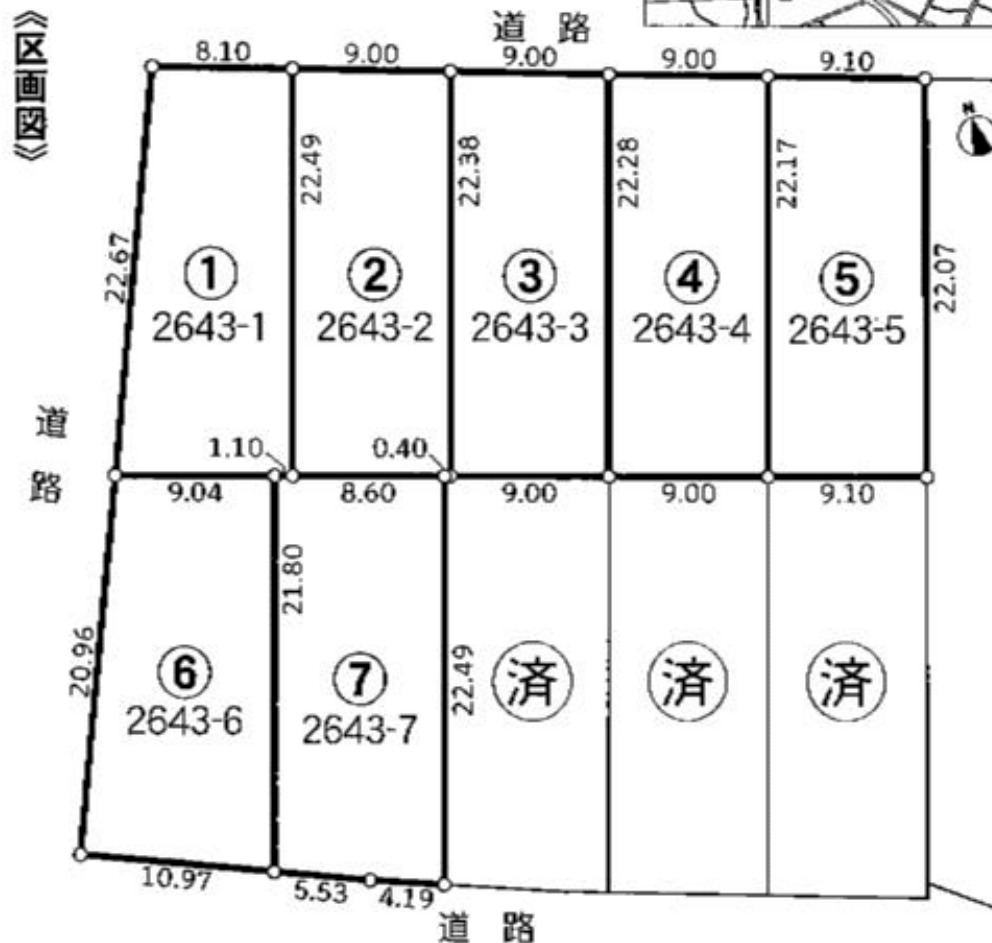 《区画図》
道路
8.10 9.00 9.00 9.00 9.10
N
22.67 22.49 22.38 22.28 22.17 22.07
① ② ③ ④ ⑤
2643-1 2643-2 2643-3 2643-4 2643-5
道路
1.10 0.40
9.04 8.60 9.00 9.00 9.10
20.96 21.80 22.49
⑥ ⑦ 済 済 済
2643-6 2643-7
10.97 5.53 4.19
道路